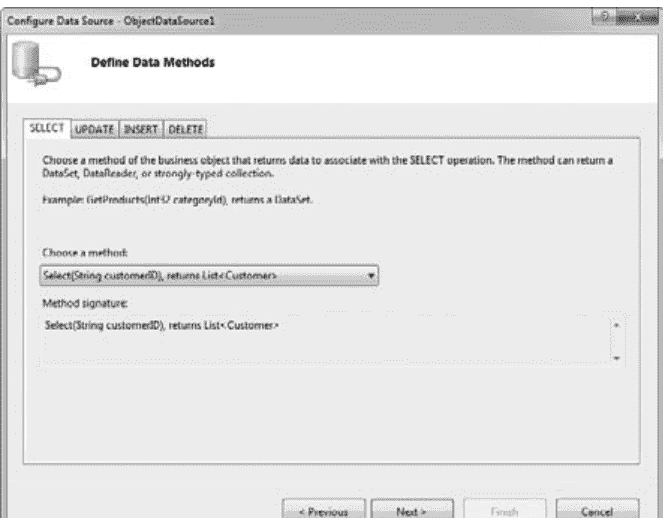 Configure Data Source - ObjectDataSource1
Define Data Methods
SELECT UPDATE INSERT DELETE
Choose a method of the business object that returns data to associate with the SELECT operation. The method can return a
DataSet, DataReader, or strongly-typed collection.
Example: GetProducts(Int32 categoryId), returns a DataSet.
Choose a method:
Select(String customerID), returns List<Customer>
Method signature:
Select(String customerID), returns List<Customer>
< Previous Next > Finish Cancel